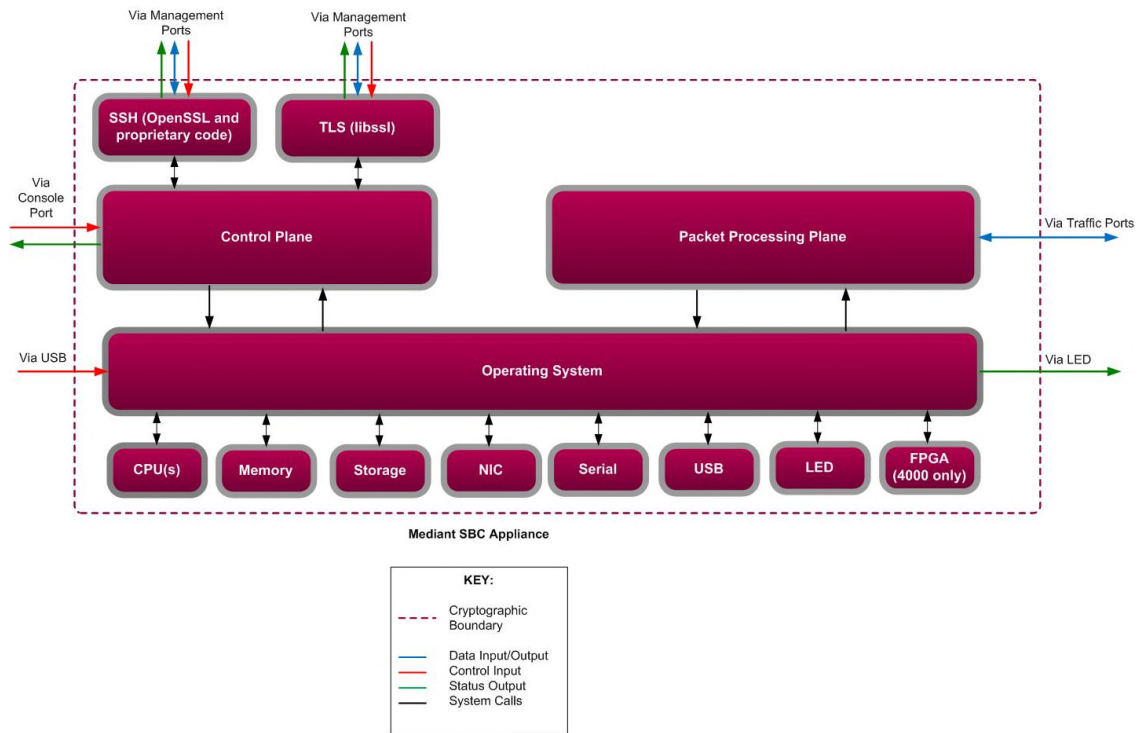 Via Management
Ports
Via Management
Ports
SSH (OpenSSL and
proprietary code)
TLS (libssl)
Via
Console
Port
Control Plane
Packet Processing Plane
Via Traffic Ports
Via USB
Operating System
Via LED
CPU(s)
Memory
Storage
NIC
Serial
USB
LED
FPGA
(4000 only)
Mediant SBC Appliance
KEY:
Cryptographic
Boundary
Data Input/Output
Control Input
Status Output
System Calls